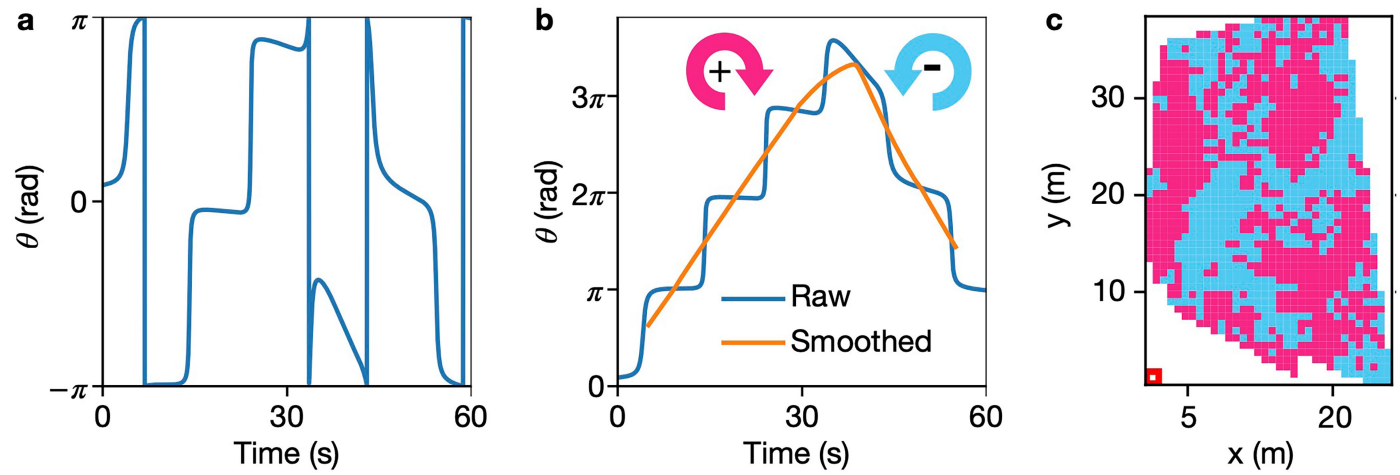 a
π
0
−π
θ (rad)
0
30
60
Time (s)
b
3π
2π
π
0
θ (rad)
+
-
Raw
Smoothed
0
30
60
Time (s)
c
30
20
10
y (m)
5
20
x (m)